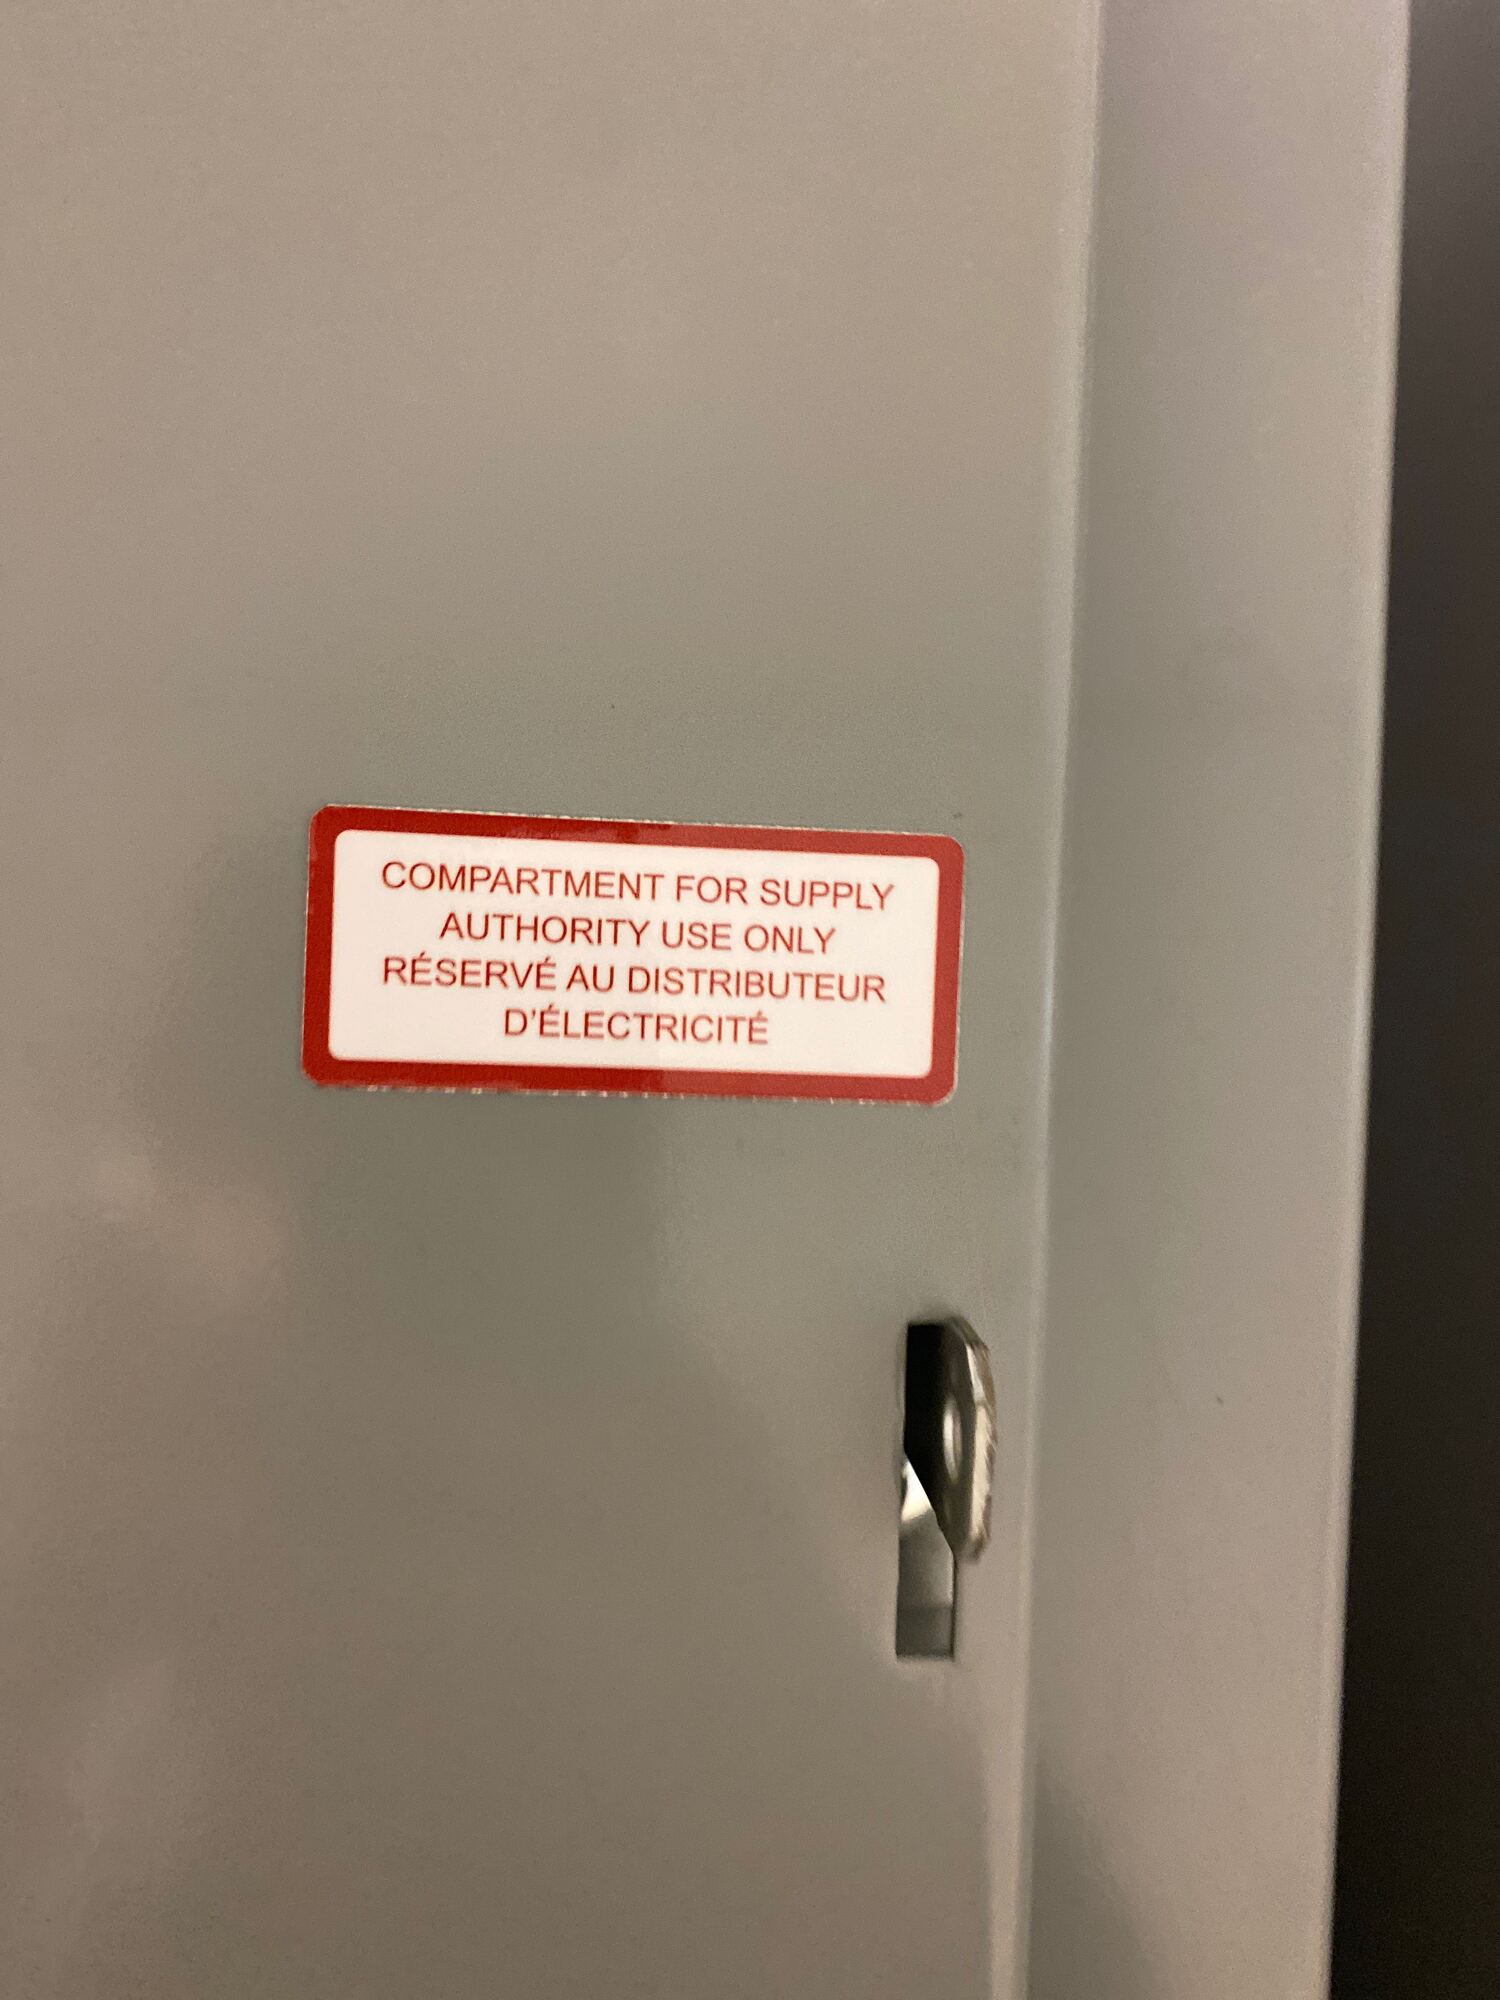 COMPARTMENT FOR SUPPLY
AUTHORITY USE ONLY
RÉSERVÉ AU DISTRIBUTEUR
D'ÉLECTRICITÉ